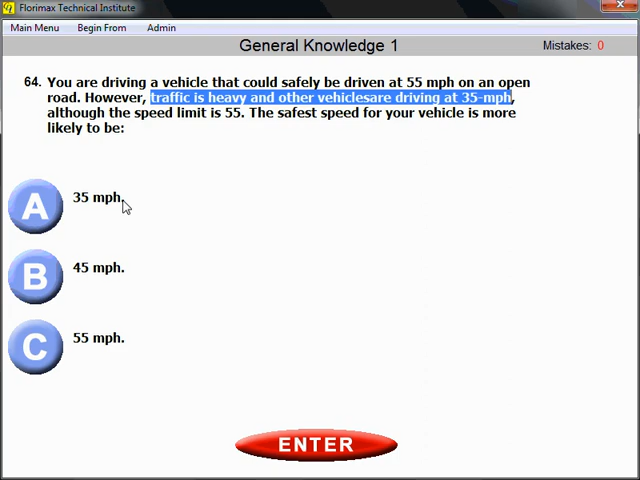 Florimax Technical Institute
Main Menu Begin From Admin
General Knowledge 1 Mistakes: 0
64. You are driving a vehicle that could safely be driven at 55 mph on an open
road. However, traffic is heavy and other vehiclesare driving at 35-mph,
although the speed limit is 55. The safest speed for your vehicle is more
likely to be:
A 35 mph.
B 45 mph.
C 55 mph.
ENTER